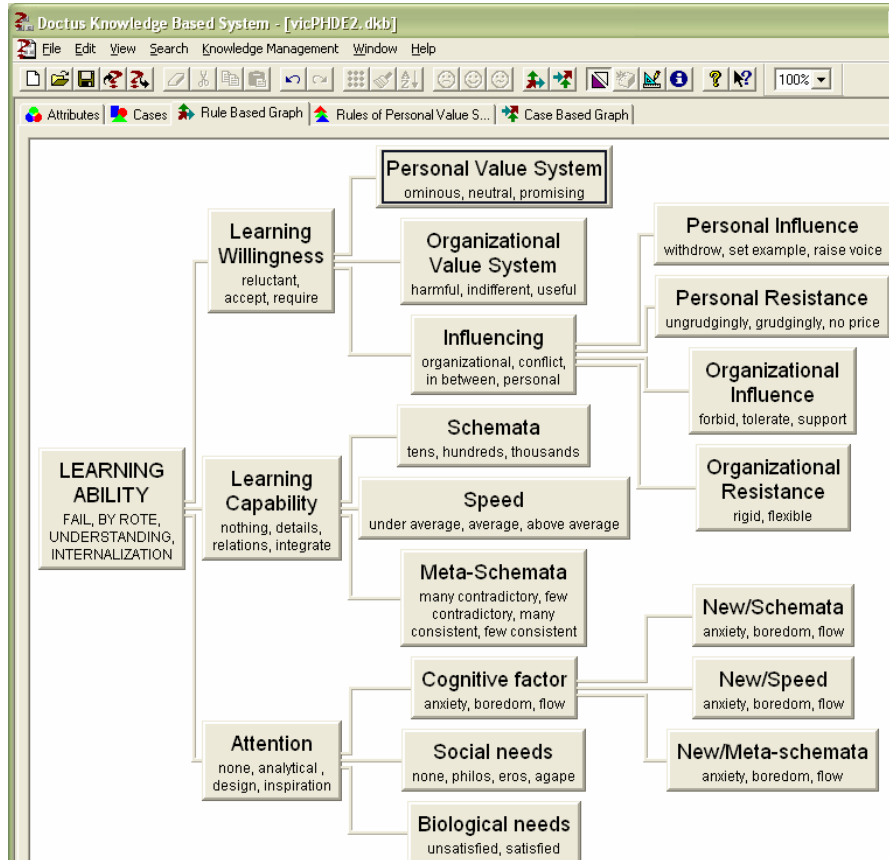 Doctus Knowledge Based System - [vicPHDE2.dkb]
File Edit View Search Knowledge Management Window Help
100%
Attributes Cases Rule Based Graph Rules of Personal Value S... Case Based Graph
Personal Value System
ominous, neutral, promising
Learning
Willingness
reluctant,
accept, require
Organizational
Value System
harmful, indifferent, useful
Personal Influence
withdrow, set example, raise voice
Personal Resistance
ungrudgingly, grudgingly, no price
Influencing
organizational, conflict,
in between, personal
Organizational
Influence
forbid, tolerate, support
Organizational
Resistance
rigid, flexible
LEARNING
ABILITY
FAIL, BY ROTE,
UNDERSTANDING,
INTERNALIZATION
Learning
Capability
nothing, details,
relations, integrate
Schemata
tens, hundreds, thousands
Speed
under average, average, above average
Meta-Schemata
many contradictory, few
contradictory, many
consistent, few consistent
Attention
none, analytical ,
design, inspiration
Cognitive factor
anxiety, boredom, flow
New/Schemata
anxiety, boredom, flow
New/Speed
anxiety, boredom, flow
New/Meta-schemata
anxiety, boredom, flow
Social needs
none, philos, eros, agape
Biological needs
unsatisfied, satisfied